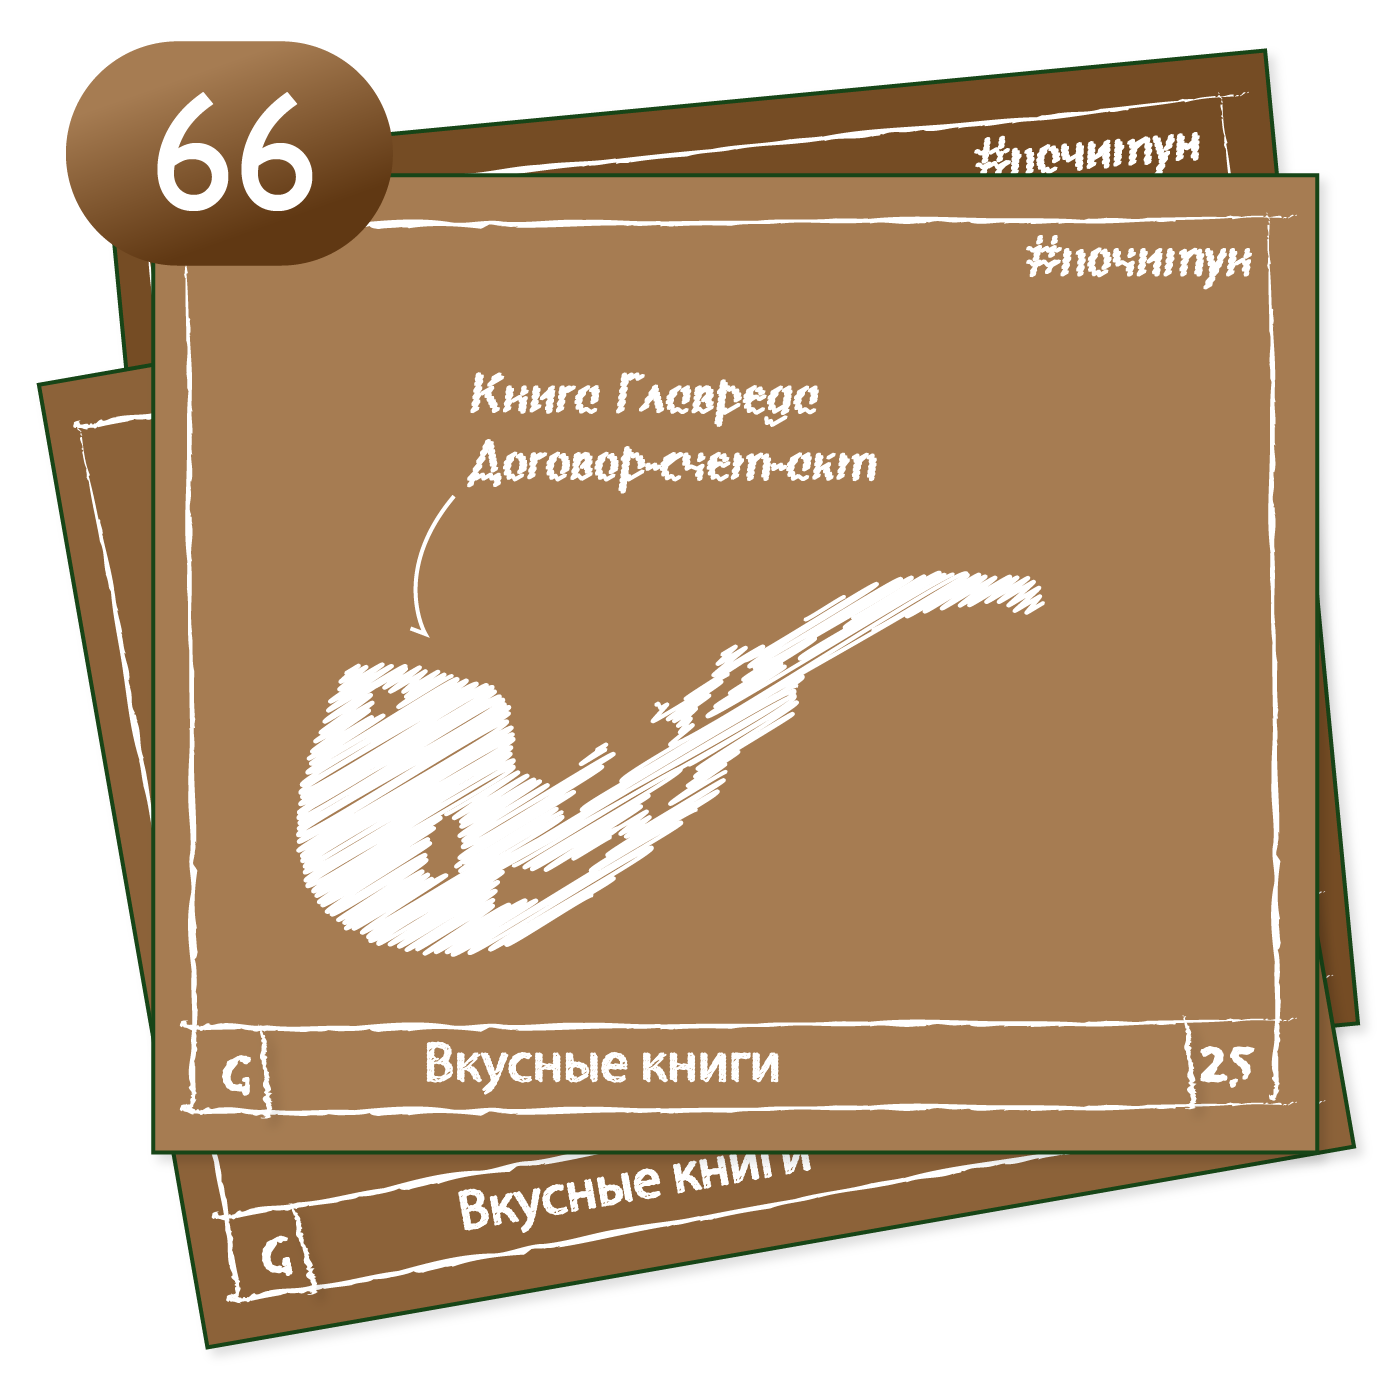 66
#почитун
#почитун
Книга Главреда
Договор-счет-акт
G Вкусные книги 25
Вкусные книги
G